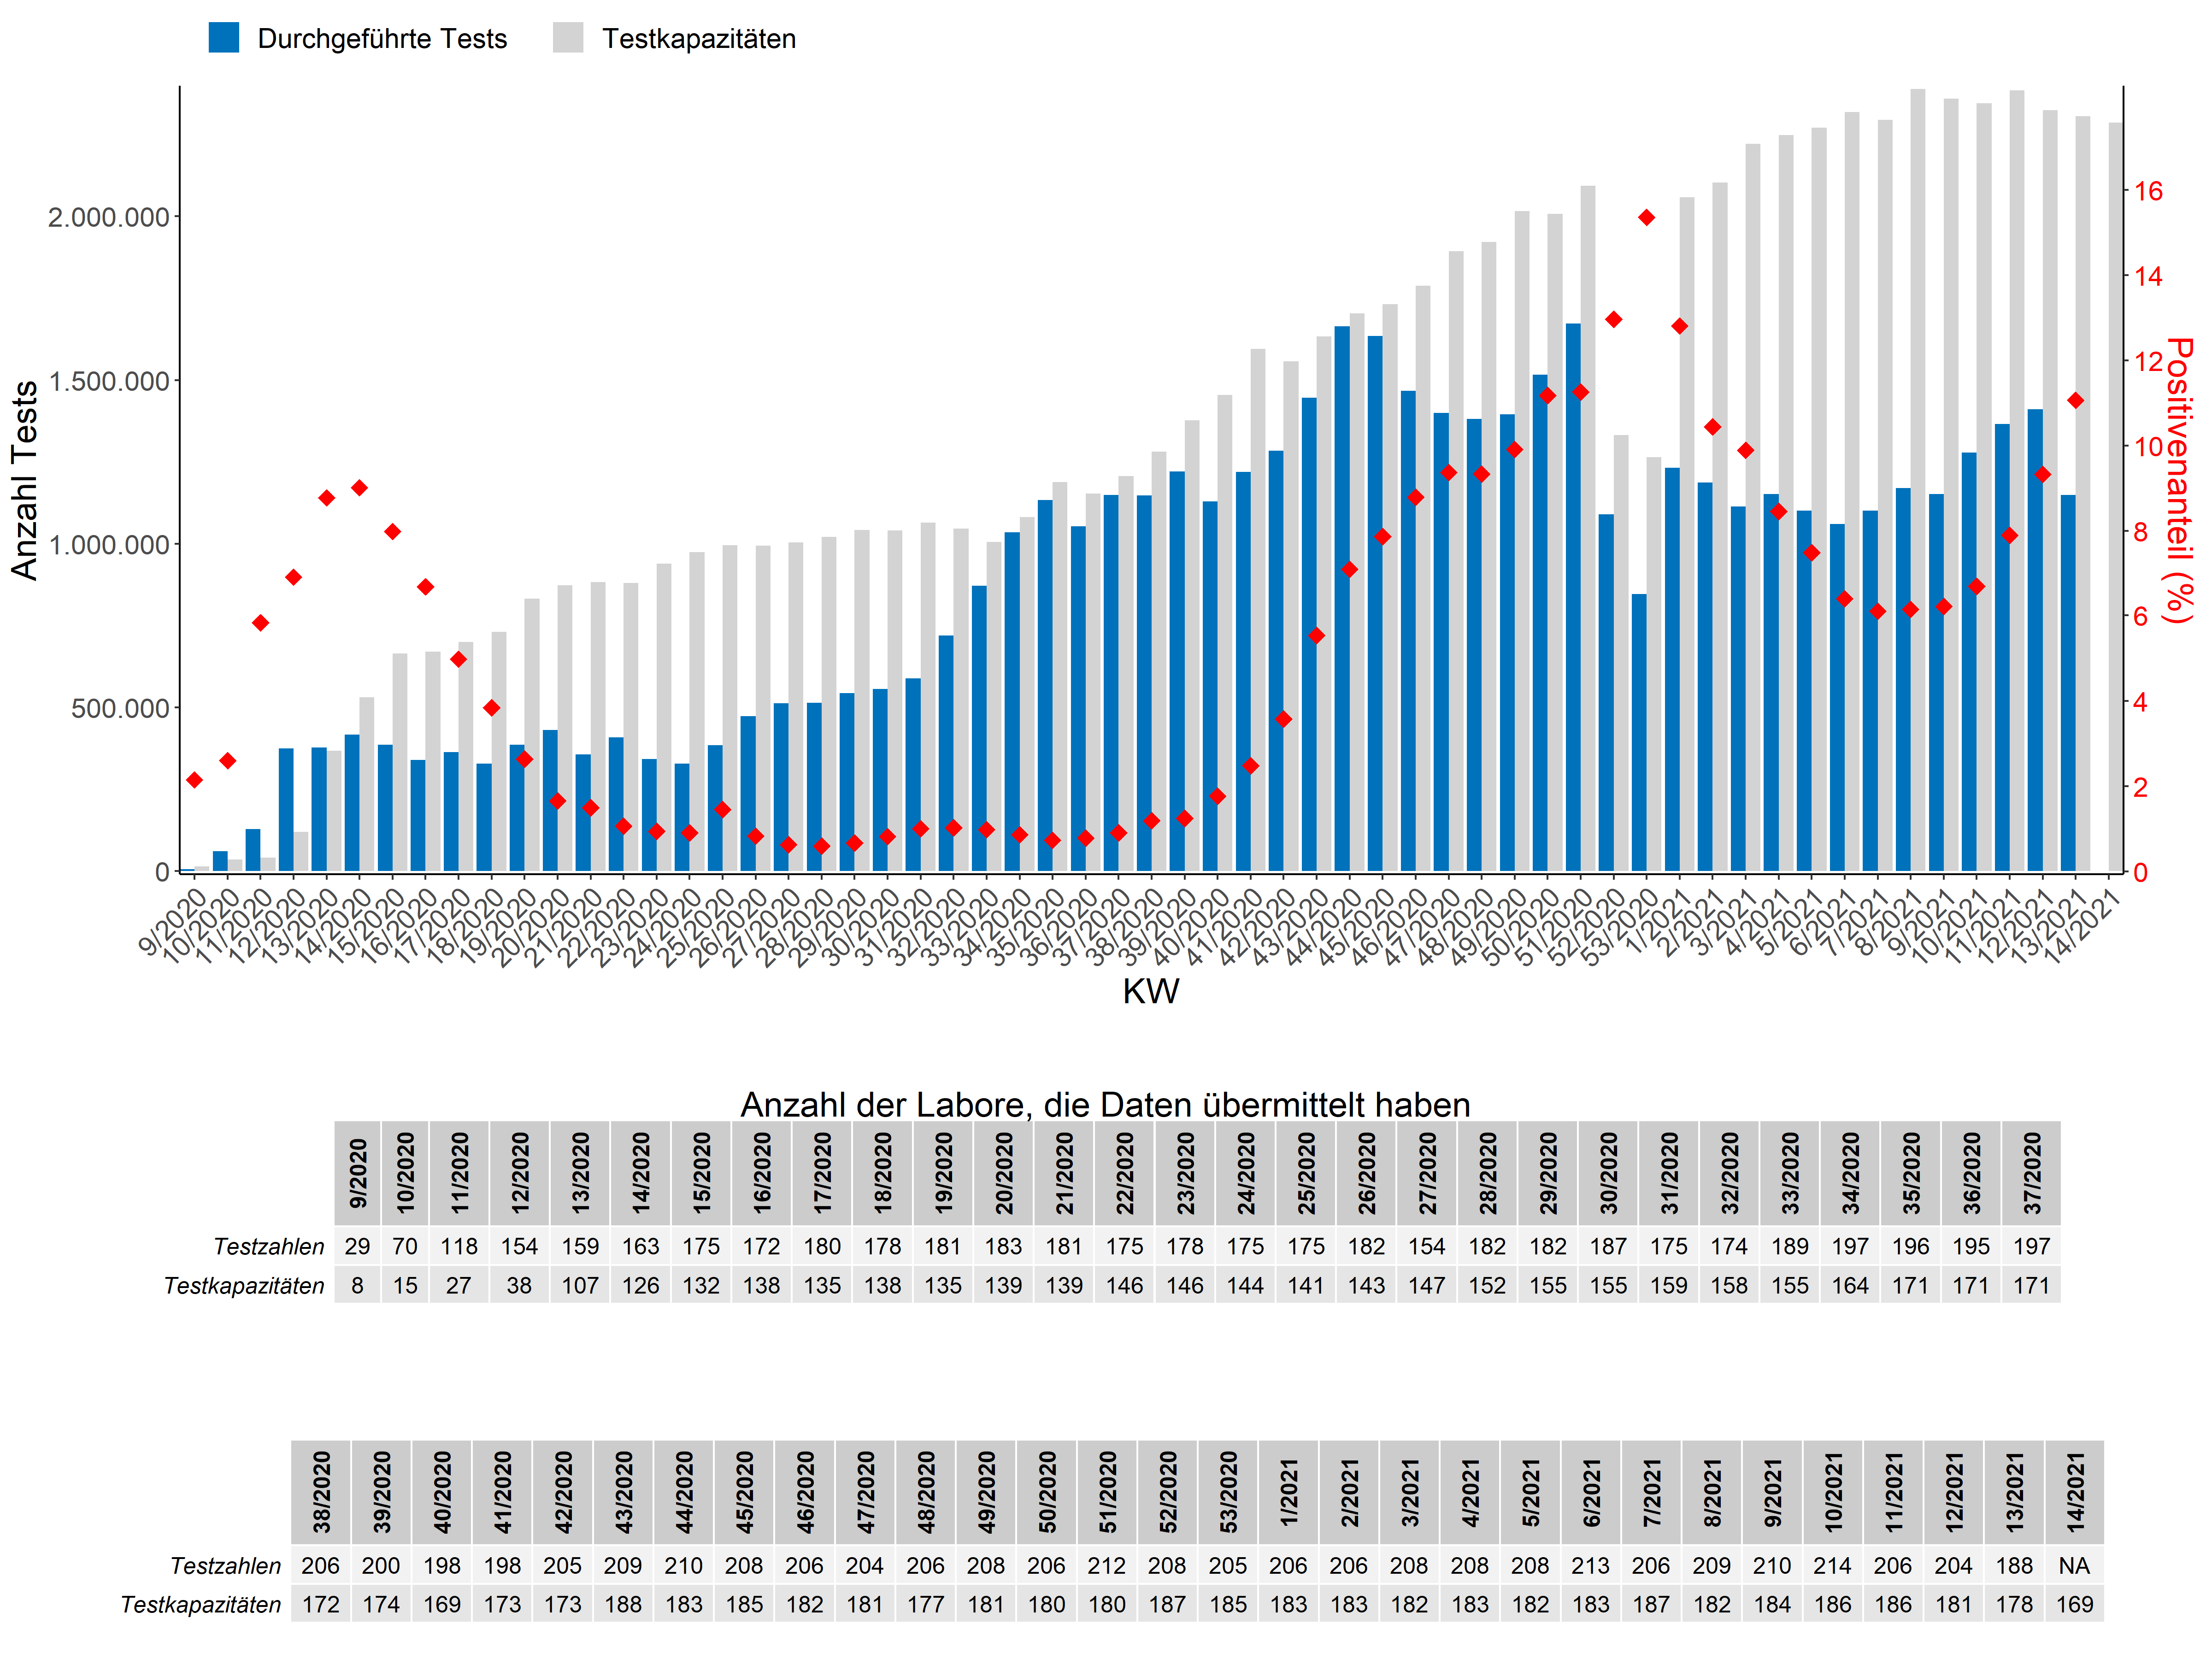 Durchgeführte Tests Testkapazitäten
Anzahl Tests
2.000.000
1.500.000
1.000.000
500.000
0
16
14
12
10
8
6
4
2
0
Positivenanteil (%)
9/2020 10/2020 11/2020 12/2020 13/2020 14/2020 15/2020 16/2020 17/2020 18/2020 19/2020 20/2020 21/2020 22/2020 23/2020 24/2020 25/2020 26/2020 27/2020 28/2020 29/2020 30/2020 31/2020 32/2020 33/2020 34/2020 35/2020 36/2020 37/2020 38/2020 39/2020 40/2020 41/2020 42/2020 43/2020 44/2020 45/2020 46/2020 47/2020 48/2020 49/2020 50/2020 51/2020 52/2020 53/2020 1/2021 2/2021 3/2021 4/2021 5/2021 6/2021 7/2021 8/2021 9/2021 10/2021 11/2021 12/2021 13/2021 14/2021
KW
Anzahl der Labore, die Daten übermittelt haben
9/2020 10/2020 11/2020 12/2020 13/2020 14/2020 15/2020 16/2020 17/2020 18/2020 19/2020 20/2020 21/2020 22/2020 23/2020 24/2020 25/2020 26/2020 27/2020 28/2020 29/2020 30/2020 31/2020 32/2020 33/2020 34/2020 35/2020 36/2020 37/2020
Testzahlen 29 70 118 154 159 163 175 172 180 178 181 183 181 175 178 175 175 182 154 182 182 187 175 174 189 197 196 195 197
Testkapazitäten 8 15 27 38 107 126 132 138 135 138 135 139 139 146 146 144 141 143 147 152 155 155 159 158 155 164 171 171 171
38/2020 39/2020 40/2020 41/2020 42/2020 43/2020 44/2020 45/2020 46/2020 47/2020 48/2020 49/2020 50/2020 51/2020 52/2020 53/2020 1/2021 2/2021 3/2021 4/2021 5/2021 6/2021 7/2021 8/2021 9/2021 10/2021 11/2021 12/2021 13/2021 14/2021
Testzahlen 206 200 198 198 205 209 210 208 206 204 206 208 206 212 208 205 206 206 208 208 208 213 206 209 210 214 206 204 188 NA
Testkapazitäten 172 174 169 173 173 188 183 185 182 181 177 181 180 180 187 185 183 183 182 183 182 183 187 182 184 186 186 181 178 169